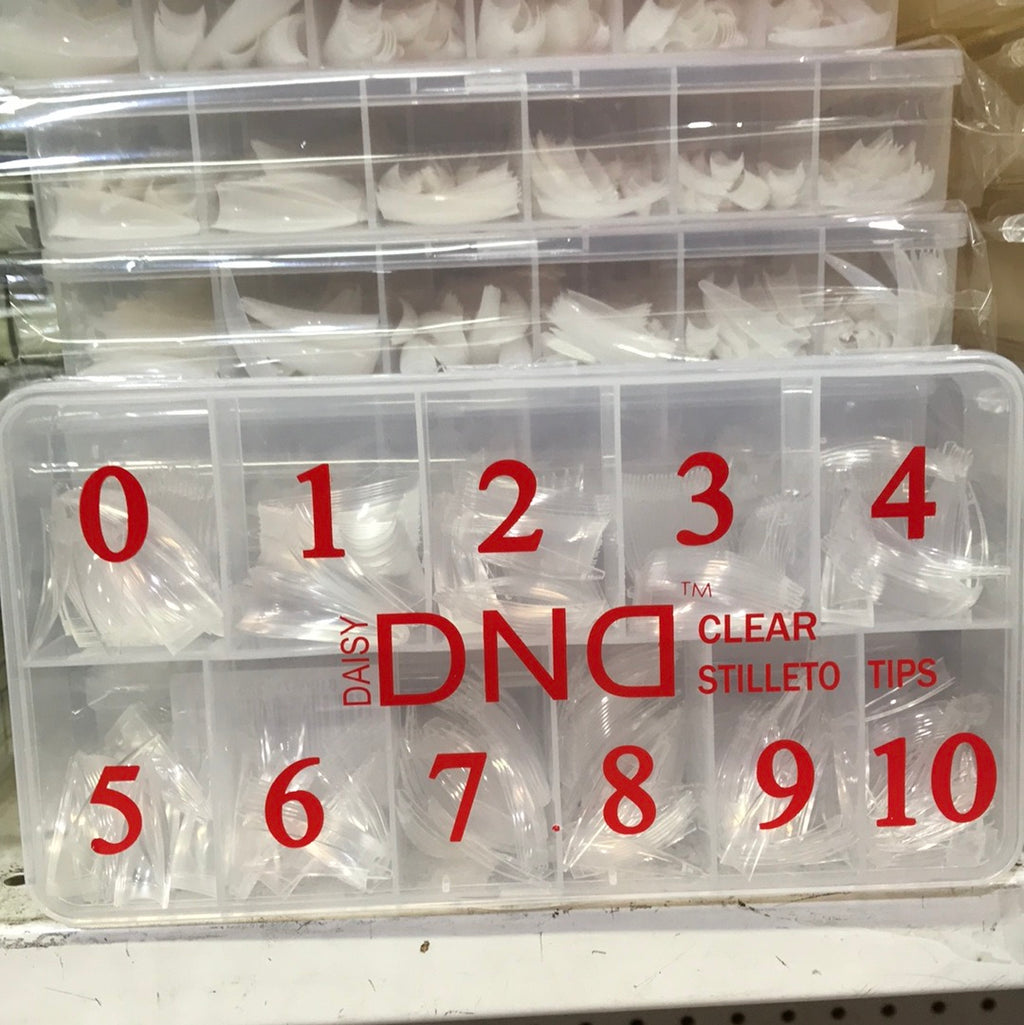 0 1 2 3 4
DAISY DND™ CLEAR
STILLETO TIPS
5 6 7 8 9 10